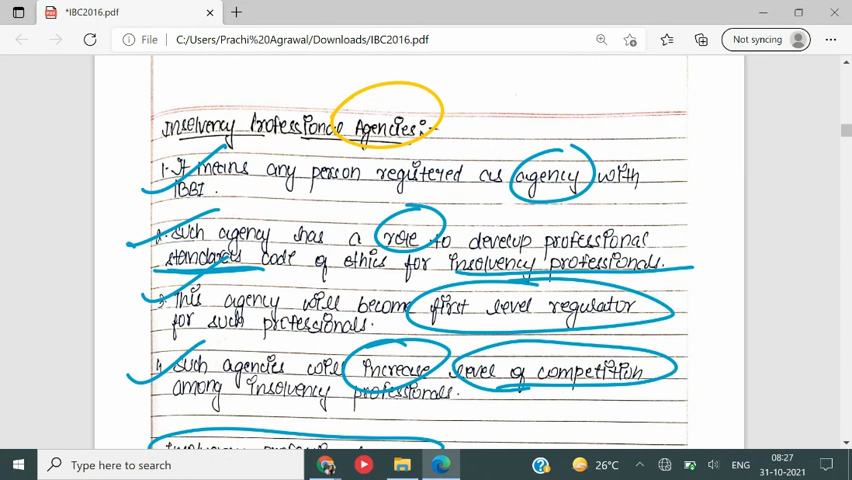 *IBC2016.pdf
File
C:/Users/Prachi%20Agrawal/Downloads/IBC2016.pdf
Not syncing
Insolvency Professional Agencies:-
1. It means any person registered as agency with
IBBI.
2. Such agency has a role to develop professional
standards code of ethics for insolvency professionals.
3. This agency will become first level regulator
for such professionals.
4. Such agencies will increase level of competition
among insolvency professionals.
Type here to search
26°C
ENG
08:27
31-10-2021